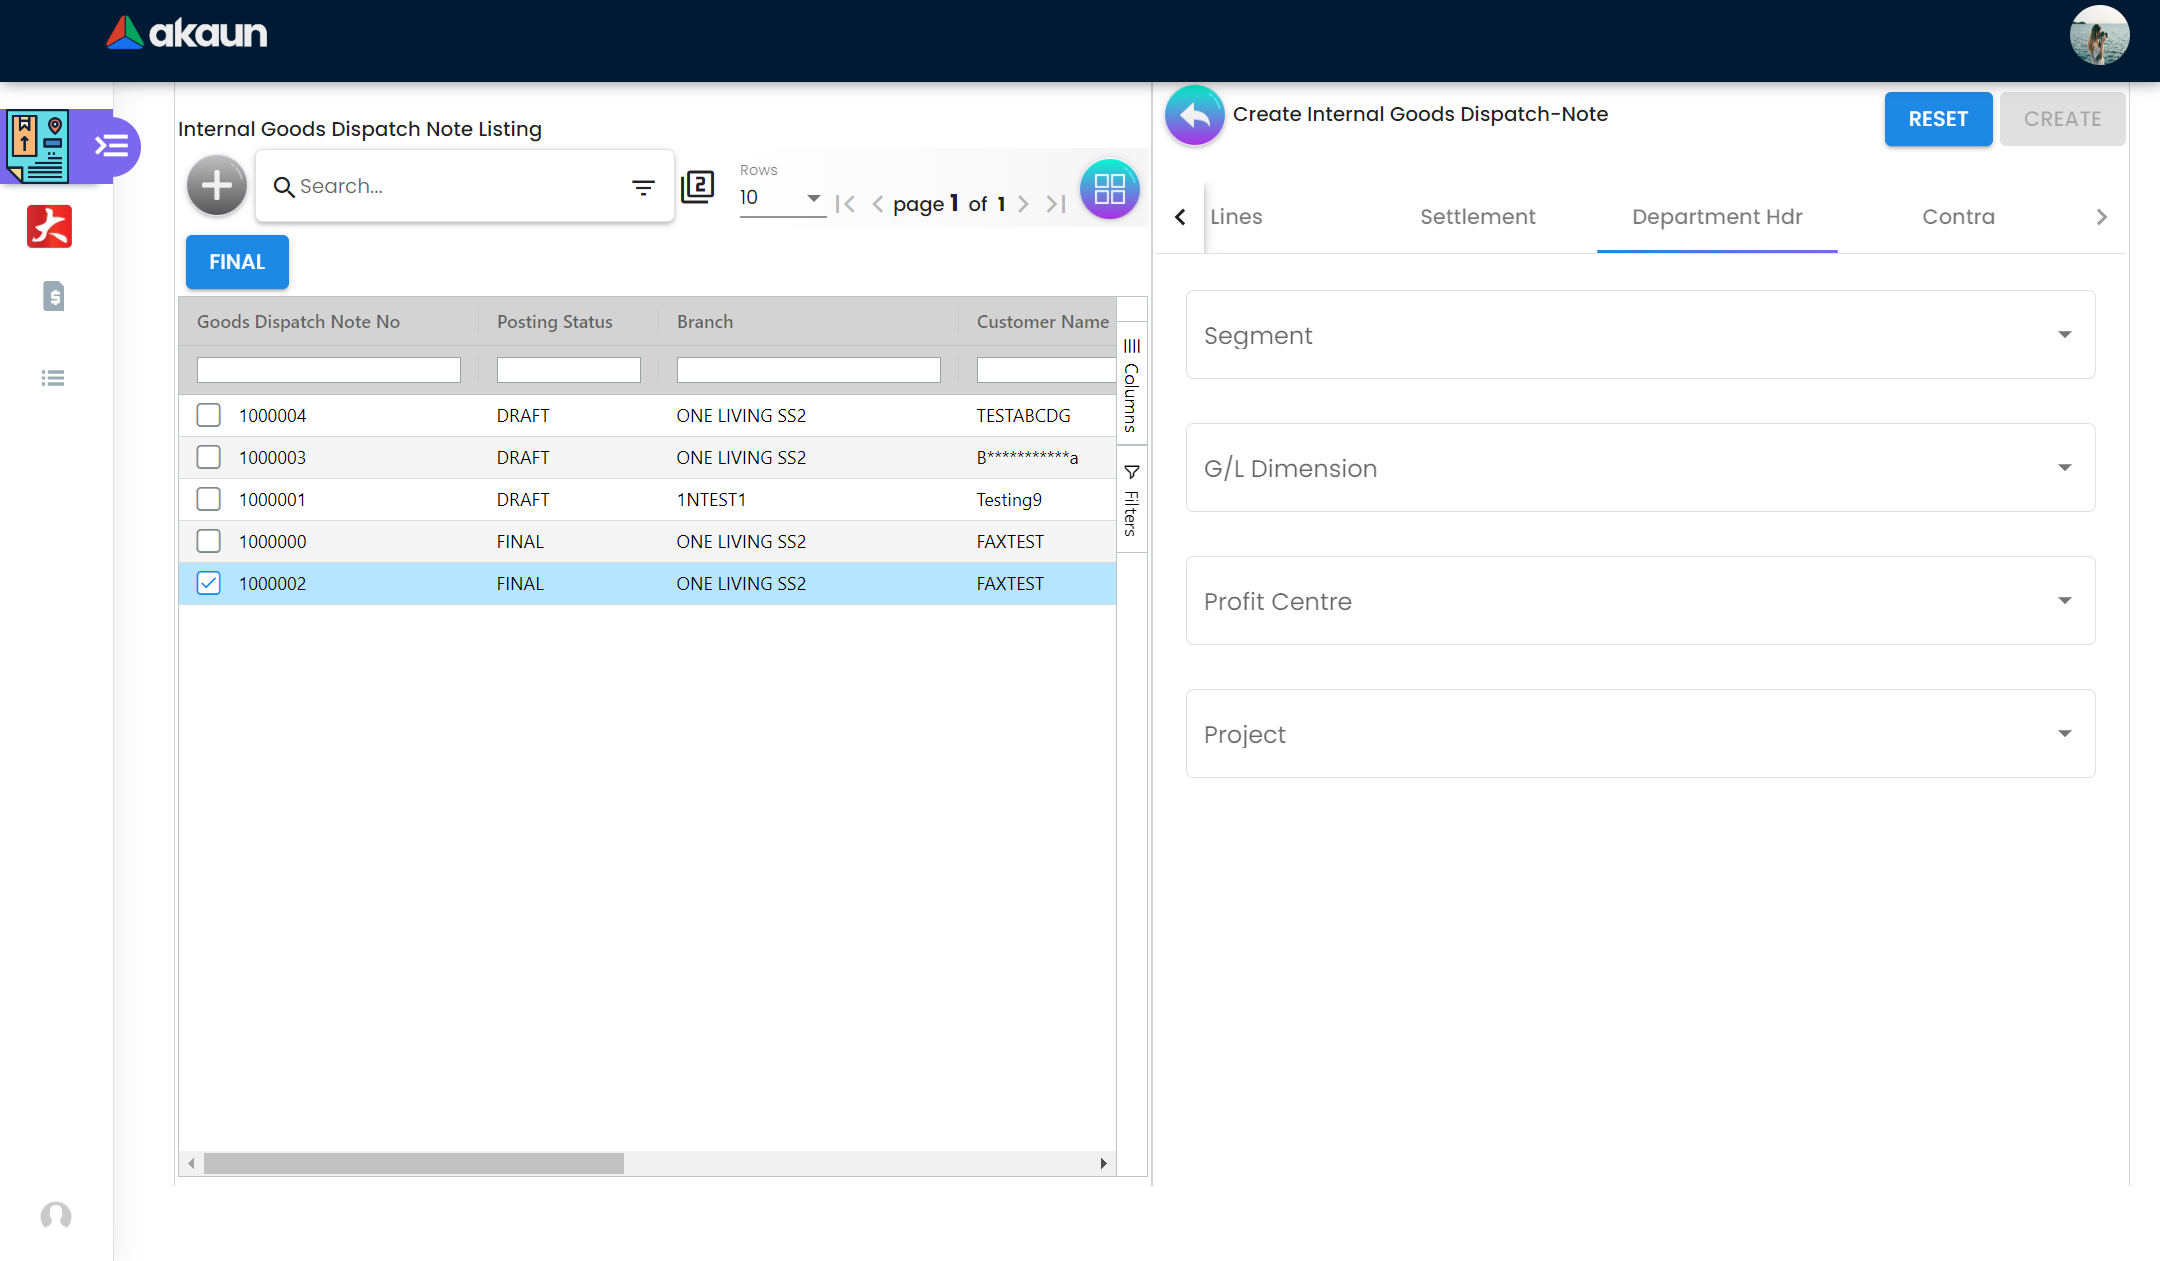 akaun
Internal Goods Dispatch Note Listing
Search...
2
Rows
10
page 1 of 1
FINAL
Goods Dispatch Note No Posting Status Branch Customer Name
1000004 DRAFT ONE LIVING SS2 TESTABCDG
1000003 DRAFT ONE LIVING SS2 B***********a
1000001 DRAFT 1NTEST1 Testing9
1000000 FINAL ONE LIVING SS2 FAXTEST
1000002 FINAL ONE LIVING SS2 FAXTEST
Columns
Filters
Create Internal Goods Dispatch-Note
RESET
CREATE
Lines Settlement Department Hdr Contra
Segment
G/L Dimension
Profit Centre
Project